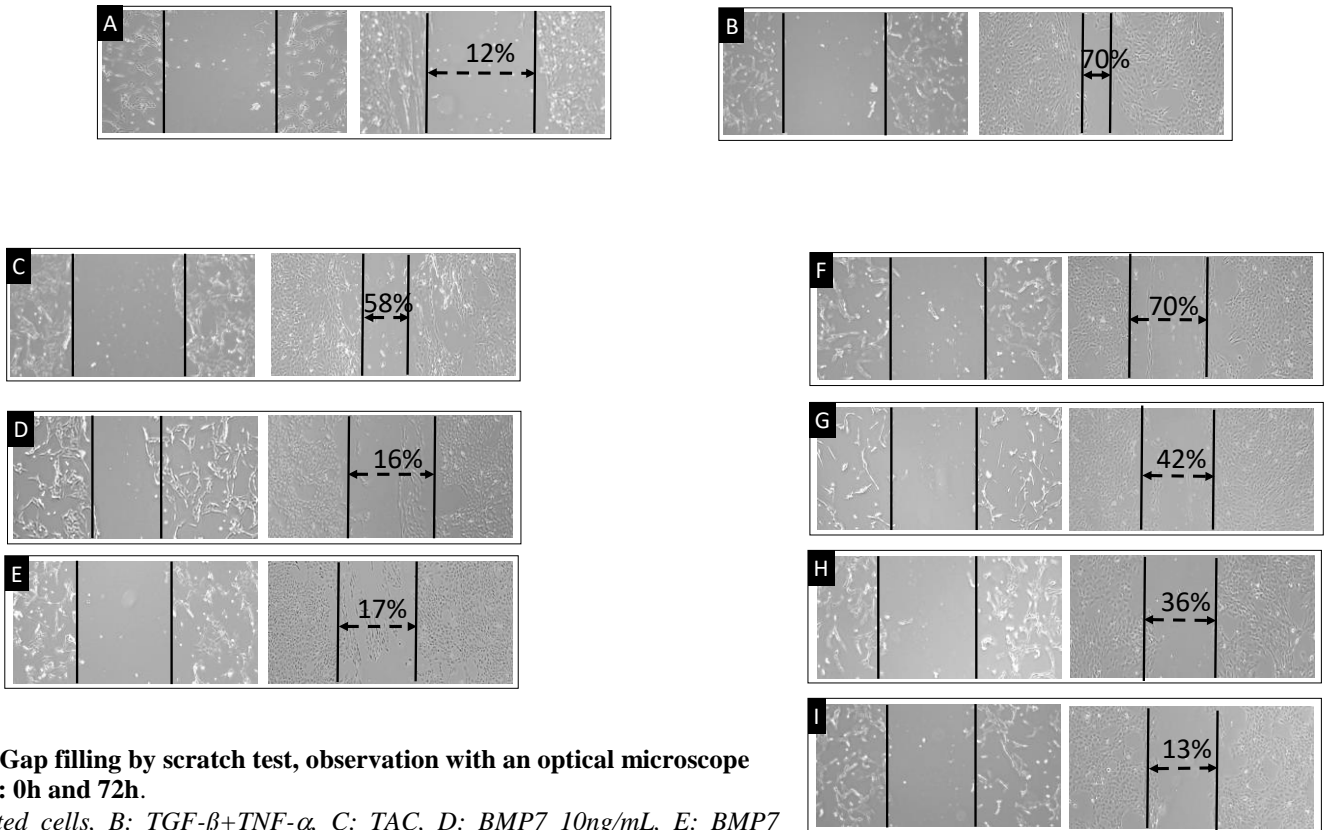 A
12%
B
70%
C
58%
F
70%
D
16%
G
42%
E
17%
H
36%
I
13%
Gap filling by scratch test, observation with an optical microscope
: 0h and 72h.
cells. B: TGF-ß+TNF-α. C: TAC. D: BMP7 10ng/mL. E: BMP7